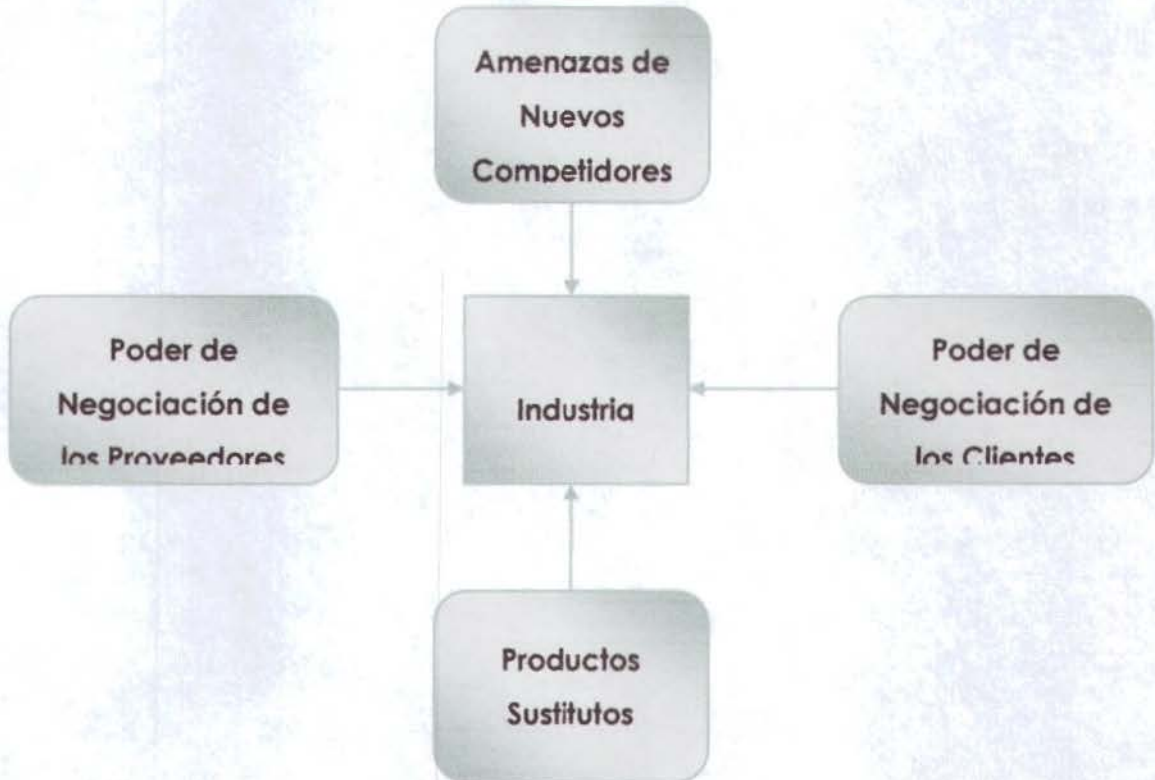 Amenazas de
Nuevos
Competidores
Poder de
Negociación de
los Proveedores
Industria
Poder de
Negociación de
los Clientes
Productos
Sustitutos